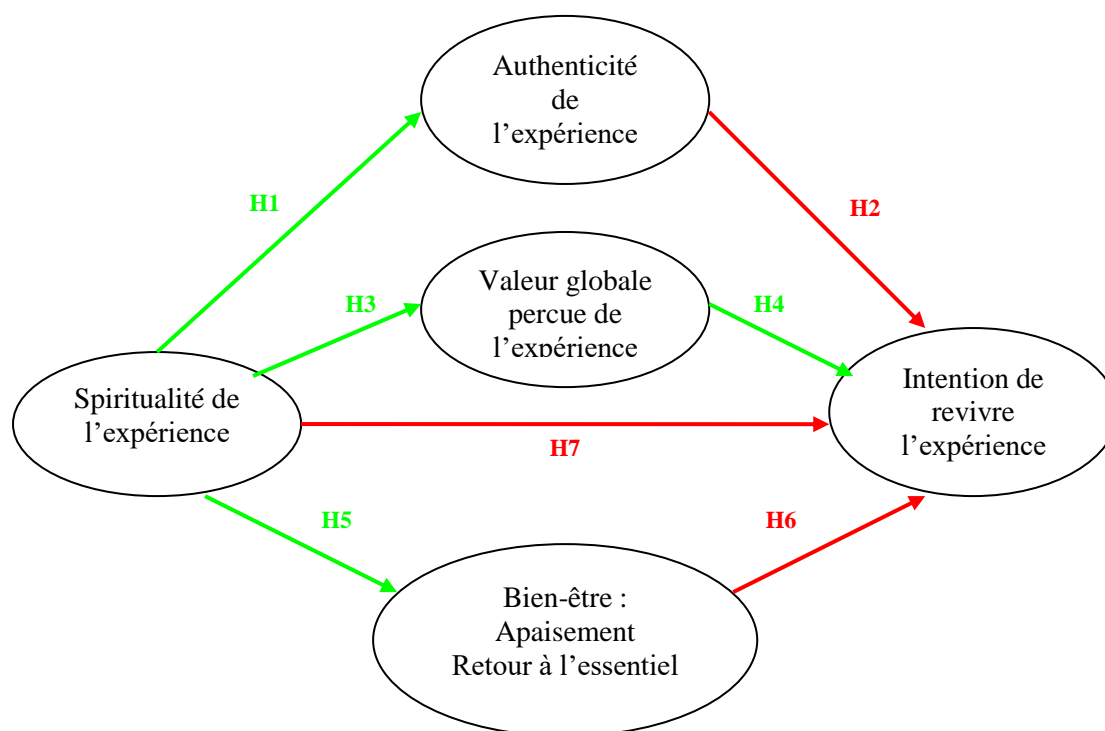 Authenticité
de
l’expérience
H1
H2
Valeur globale
percue de
l’expérience
H3
H4
Spiritualité de
l’expérience
Intention de
revivre
l’expérience
H7
H5
H6
Bien-être :
Apaisement
Retour à l’essentiel